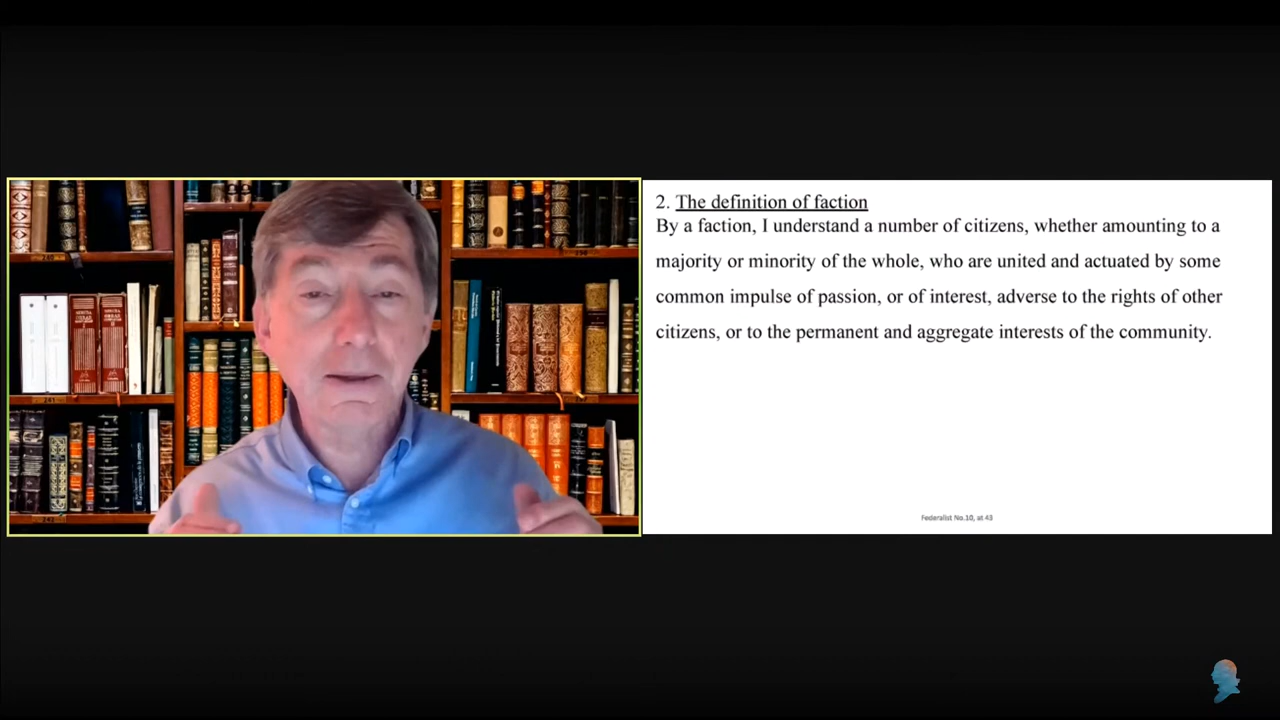 2. The definition of faction
By a faction, I understand a number of citizens, whether amounting to a
majority or minority of the whole, who are united and actuated by some
common impulse of passion, or of interest, adverse to the rights of other
citizens, or to the permanent and aggregate interests of the community.
Federalist No.10, at 43